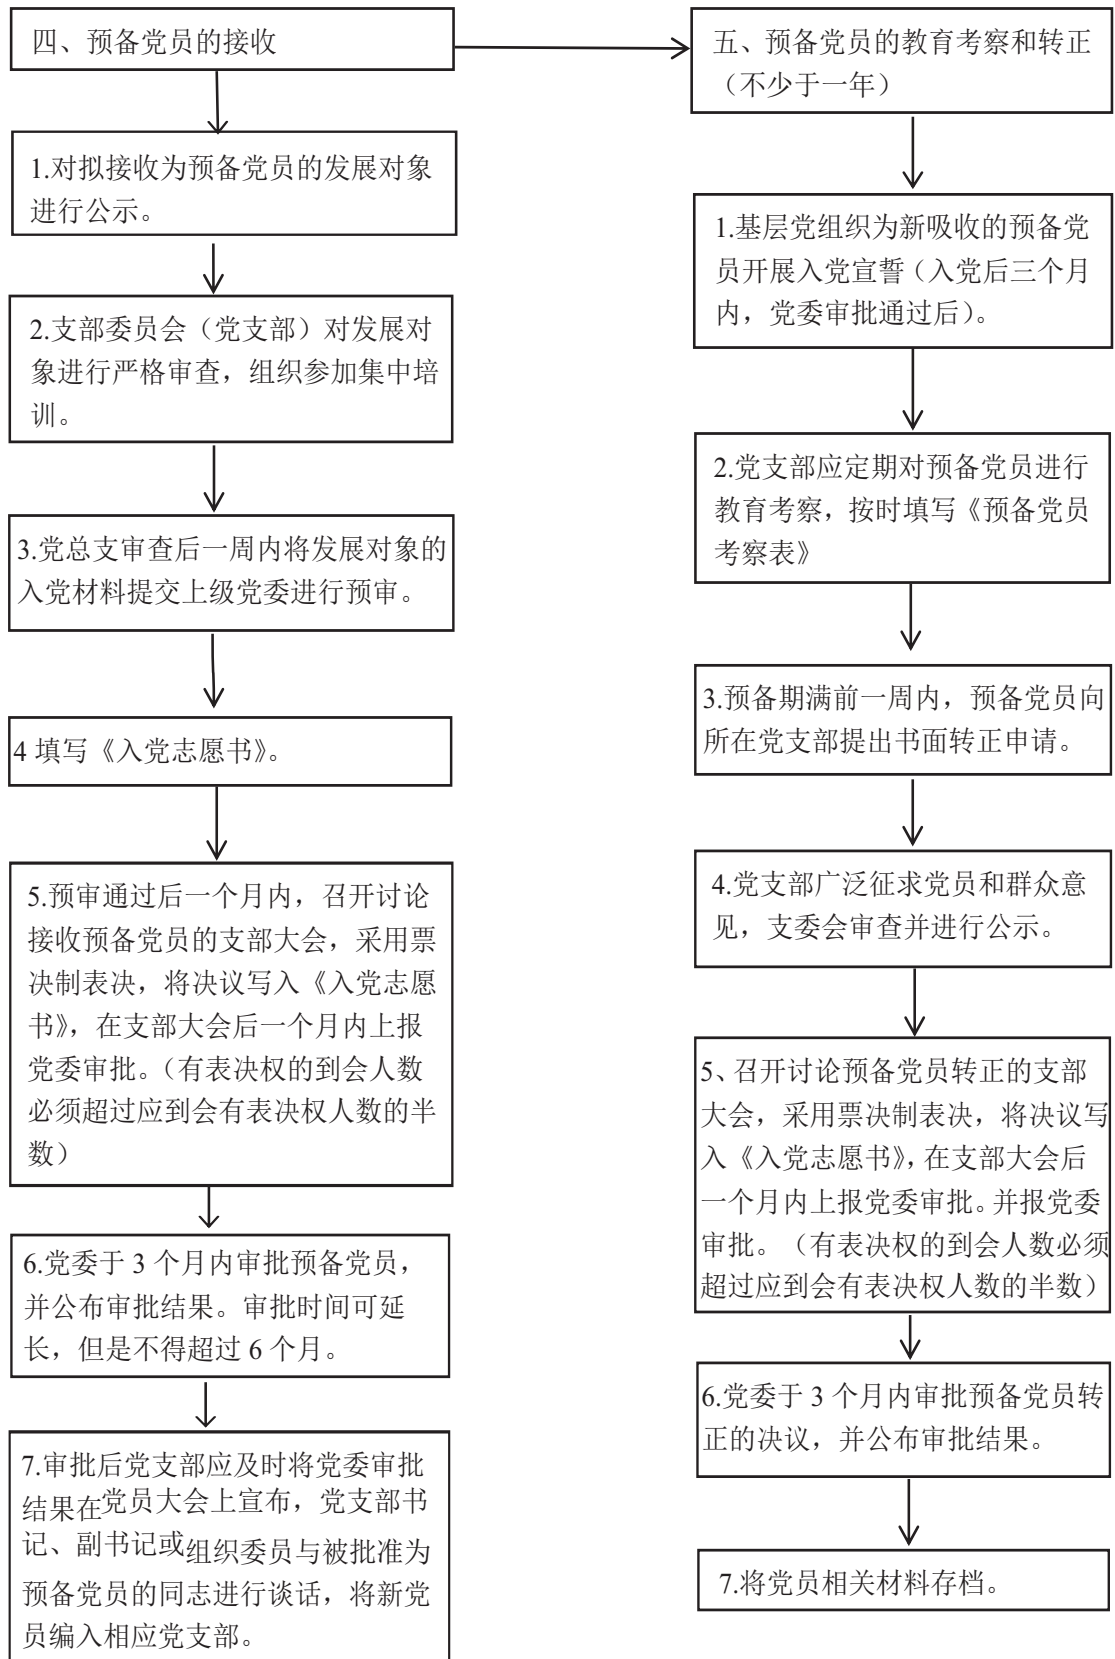 四、预备党员的接收
1.对拟接收为预备党员的发展对象
进行公示。
2.支部委员会（党支部）对发展对
象进行严格审查，组织参加集中培
训。
3.党总支审查后一周内将发展对象的
入党材料提交上级党委进行预审。
4 填写《入党志愿书》。
5.预审通过后一个月内，召开讨论
接收预备党员的支部大会，采用票
决制表决，将决议写入《入党志愿
书》，在支部大会后一个月内上报
党委审批。（有表决权的到会人数
必须超过应到会有表决权人数的半
数）
6.党委于 3 个月内审批预备党员，
并公布审批结果。审批时间可延
长，但是不得超过 6 个月。
7.审批后党支部应及时将党委审批
结果在党员大会上宣布，党支部书
记、副书记或组织委员与被批准为
预备党员的同志进行谈话，将新党
员编入相应党支部。
五、预备党员的教育考察和转正
（不少于一年）
1.基层党组织为新吸收的预备党
员开展入党宣誓（入党后三个月
内，党委审批通过后）。
2.党支部应定期对预备党员进行
教育考察，按时填写《预备党员
考察表》
3.预备期满前一周内，预备党员向
所在党支部提出书面转正申请。
4.党支部广泛征求党员和群众意
见，支委会审查并进行公示。
5、召开讨论预备党员转正的支部
大会，采用票决制表决，将决议写
入《入党志愿书》，在支部大会后
一个月内上报党委审批。并报党委
审批。（有表决权的到会人数必须
超过应到会有表决权人数的半数）
6.党委于 3 个月内审批预备党员转
正的决议，并公布审批结果。
7.将党员相关材料存档。